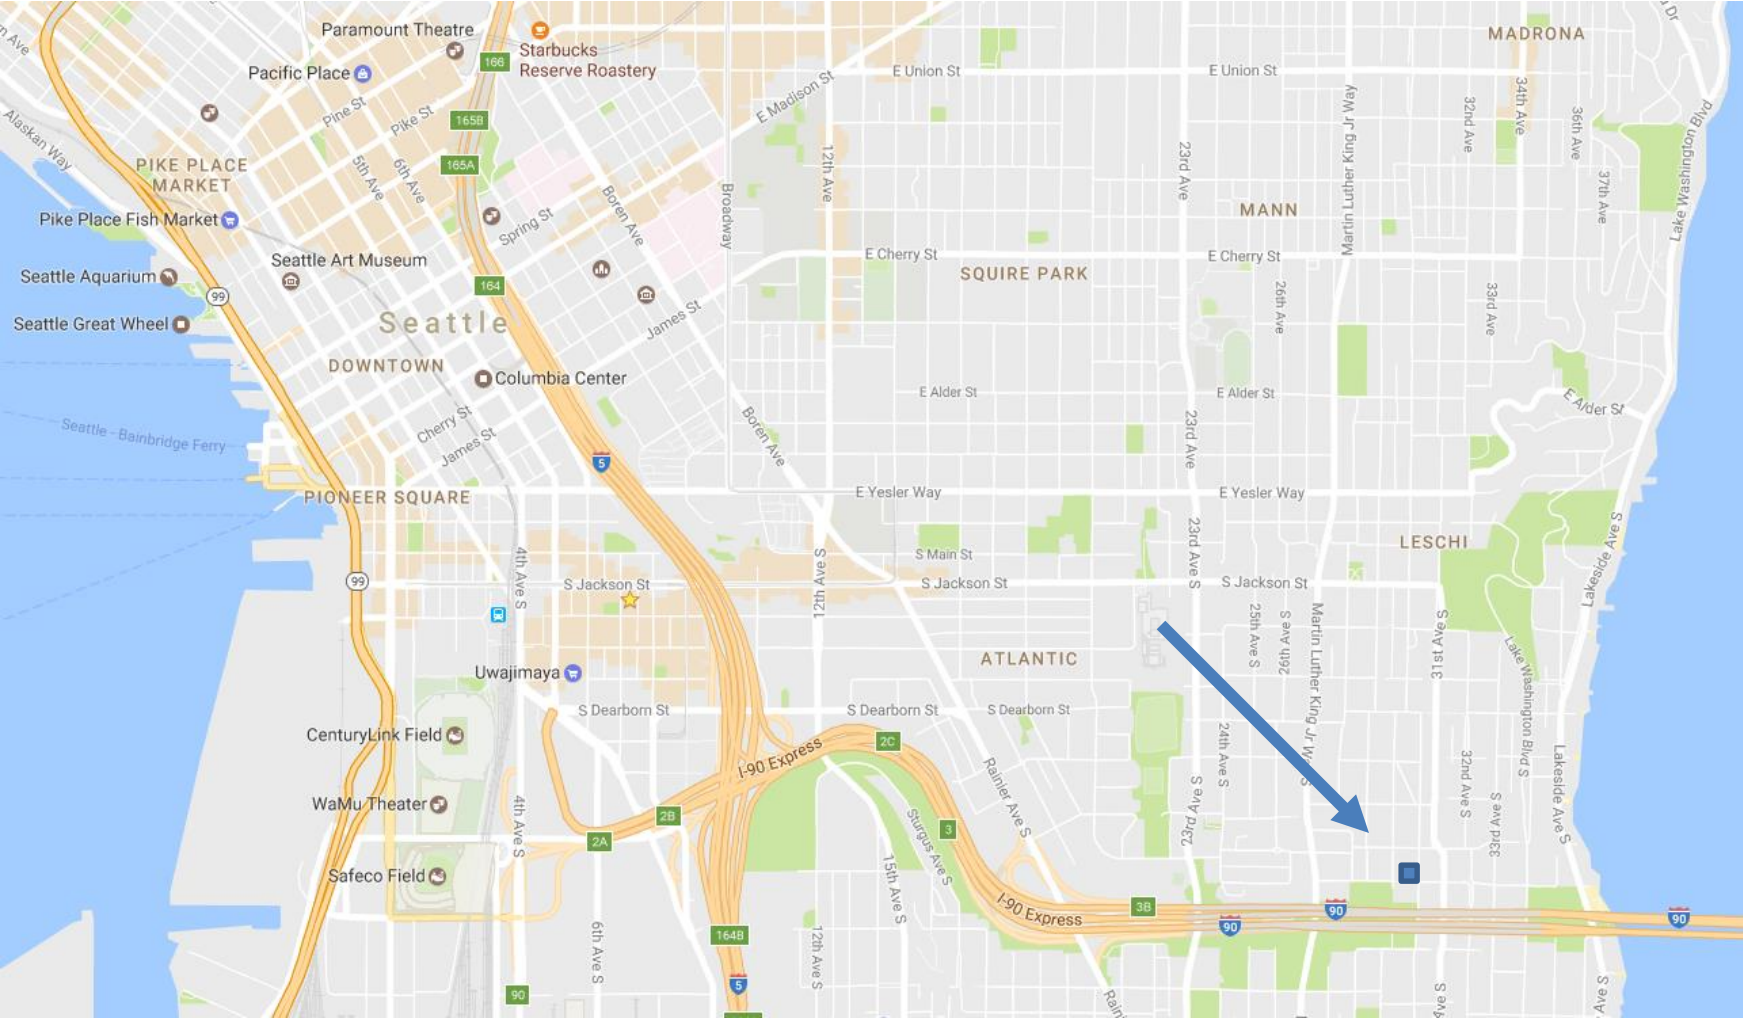 Paramount Theatre
Starbucks
Reserve Roastery
166
Pacific Place
Pine St
Pike St
165B
165A
E Madison St
E Union St
E Union St
MADRONA
34th Ave
32nd Ave
36th Ave
37th Ave
Lake Washington Blvd
Alaskan Way
PIKE PLACE
MARKET
5th Ave
6th Ave
Boren Ave
Broadway
12th Ave
23rd Ave
Martin Luther King Jr Way
MANN
Pike Place Fish Market
Spring St
Seattle Art Museum
Seattle Aquarium
99
164
E Cherry St
E Cherry St
SQUIRE PARK
26th Ave
33rd Ave
Seattle Great Wheel
Seattle
James St
DOWNTOWN
Columbia Center
E Alder St
E Alder St
E Alder St
Cherry St
James St
Boren Ave
23rd Ave
Seattle - Bainbridge Ferry
5
PIONEER SQUARE
E Yesler Way
E Yesler Way
4th Ave S
S Main St
23rd Ave S
LESCHI
Lakeside Ave S
99
S Jackson St
12th Ave S
S Jackson St
S Jackson St
25th Ave S
26th Ave S
Martin Luther King Jr W S
31st Ave S
Lake Washington Blvd S
ATLANTIC
Uwajimaya
S Dearborn St
S Dearborn St
S Dearborn St
CenturyLink Field
I-90 Express
2C
24th Ave S
32nd Ave S
Lakeside Ave S
WaMu Theater
4th Ave S
2B
2A
Rainier Ave S
Sturgus Ave S
3
23rd Ave S
33rd Ave S
Safeco Field
15th Ave S
I-90 Express
3B
90
90
90
6th Ave S
164B
12th Ave S
5
90
Ave S
Ave S